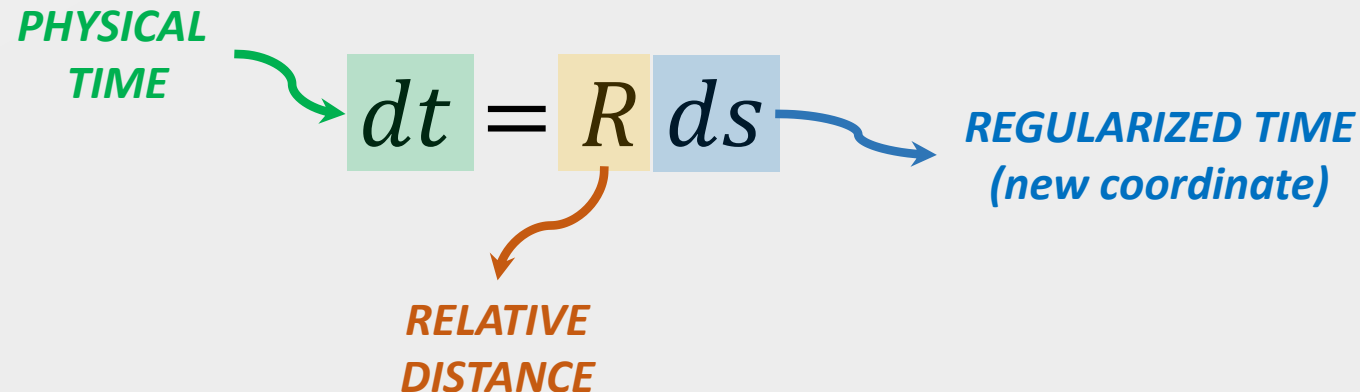 PHYSICAL
TIME
dt = R ds
REGULARIZED TIME
(new coordinate)
RELATIVE
DISTANCE